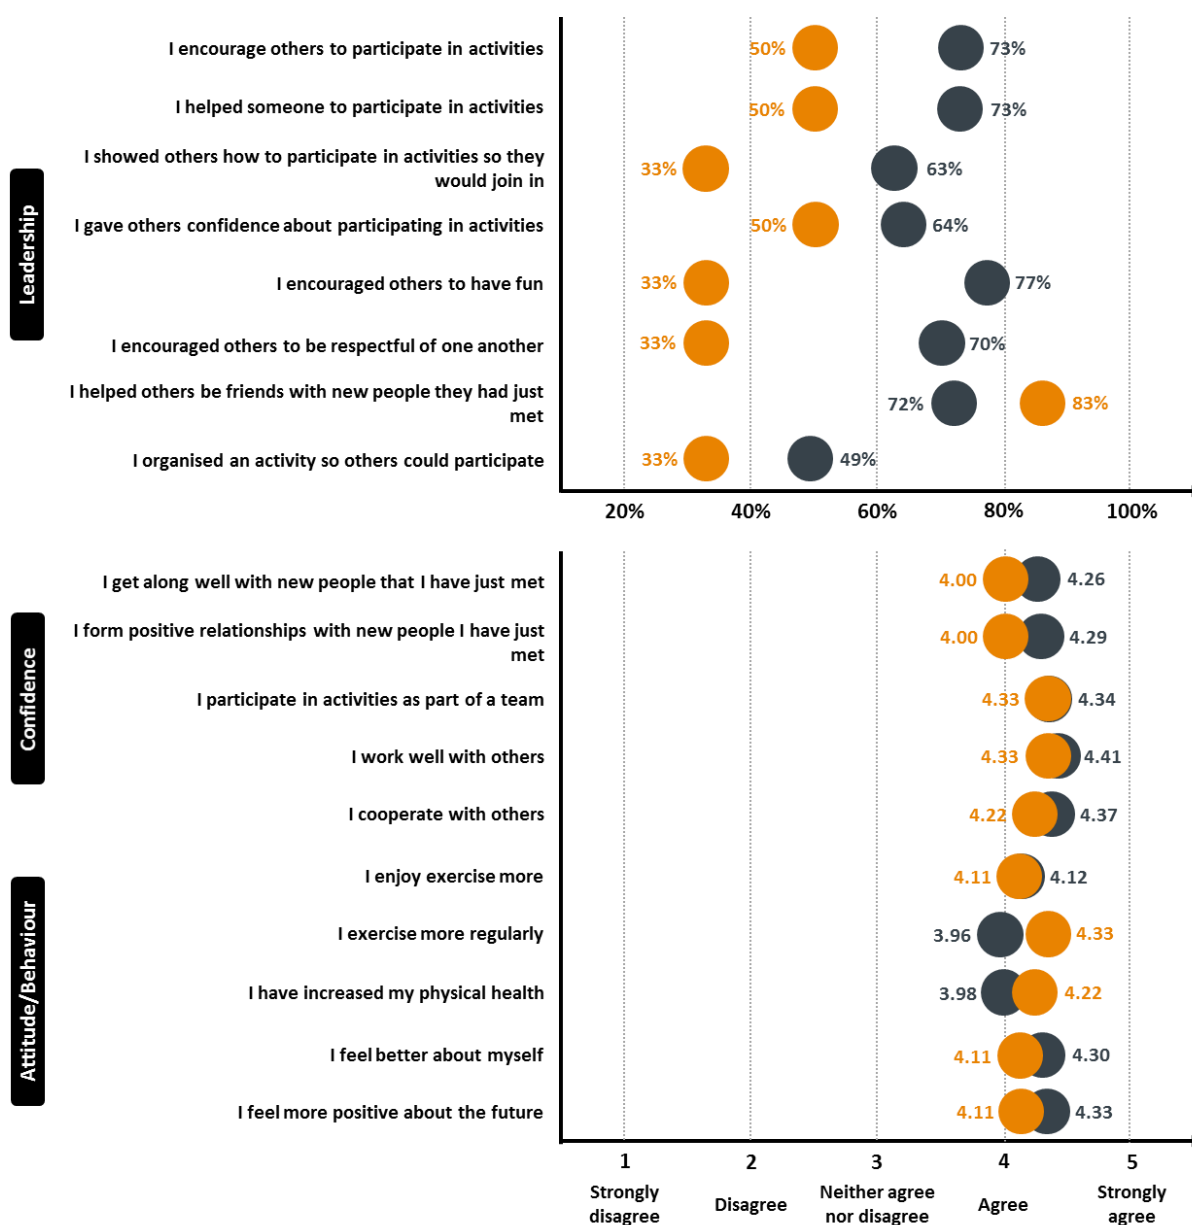 I encourage others to participate in activities
50%
73%
I helped someone to participate in activities
50%
73%
I showed others how to participate in activities so they
would join in
33%
63%
Leadership
I gave others confidence about participating in activities
50%
64%
I encouraged others to have fun
33%
77%
I encouraged others to be respectful of one another
33%
70%
I helped others be friends with new people they had just
met
72%
83%
I organised an activity so others could participate
33%
49%
20% 40% 60% 80% 100%
I get along well with new people that I have just met
4.00
4.26
I form positive relationships with new people I have just
met
4.00
4.29
Confidence
I participate in activities as part of a team
4.33
4.34
I work well with others
4.33
4.41
I cooperate with others
4.22
4.37
I enjoy exercise more
4.11
4.12
I exercise more regularly
3.96
4.33
Attitude/Behaviour
I have increased my physical health
3.98
4.22
I feel better about myself
4.11
4.30
I feel more positive about the future
4.11
4.33
1 2 3 4 5
Strongly
disagree
Disagree
Neither agree
nor disagree
Agree
Strongly
agree